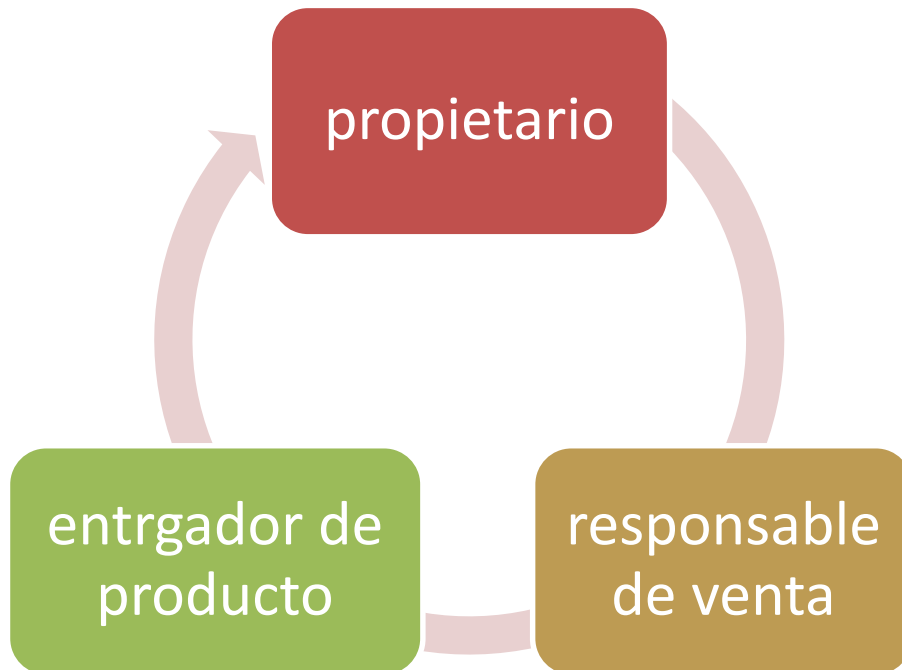 propietario
entrgador de
producto
responsable
de venta